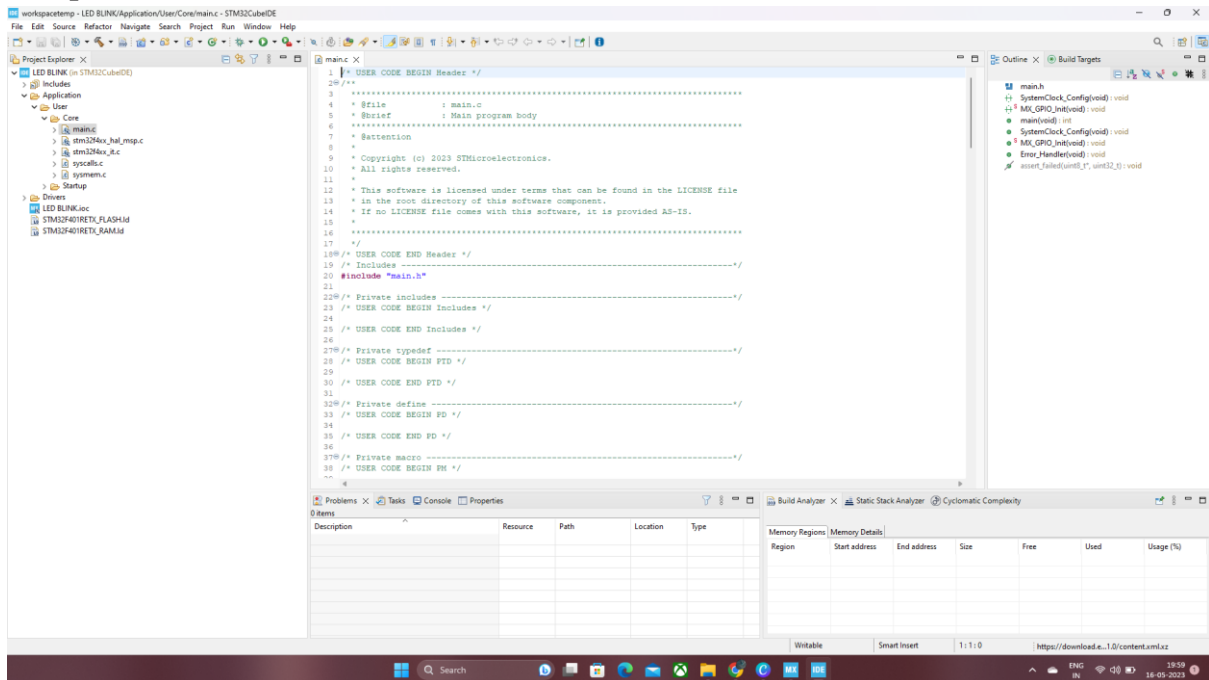 workspacetemp - LED BLINK/Application/User/Core/main.c - STM32CubeIDE
File Edit Source Refactor Navigate Search Project Run Window Help
Project Explorer
LED BLINK (in STM32CubeIDE)
Includes
Application
User
Core
main.c
stm32f4xx_hal_msp.c
stm32f4xx_it.c
syscalls.c
sysmem.c
Startup
Drivers
LED BLINK.ioc
STM32F401RETX_FLASH.ld
STM32F401RETX_RAM.ld
main.c
1 /* USER CODE BEGIN Header */
2 /**
3 ******************************************************************************
4 * @file : main.c
5 * @brief : Main program body
6 ******************************************************************************
7 * @attention
8 *
9 * Copyright (c) 2023 STMicroelectronics.
10 * All rights reserved.
11 *
12 * This software is licensed under terms that can be found in the LICENSE file
13 * in the root directory of this software component.
14 * If no LICENSE file comes with this software, it is provided AS-IS.
15 *
16 ******************************************************************************
17 */
18 /* USER CODE END Header */
19 /* Includes ------------------------------------------------------------------*/
20 #include "main.h"
21
22 /* Private includes ----------------------------------------------------------*/
23 /* USER CODE BEGIN Includes */
24
25 /* USER CODE END Includes */
26
27 /* Private typedef -----------------------------------------------------------*/
28 /* USER CODE BEGIN PTD */
29
30 /* USER CODE END PTD */
31
32 /* Private define ------------------------------------------------------------*/
33 /* USER CODE BEGIN PD */
34
35 /* USER CODE END PD */
36
37 /* Private macro -------------------------------------------------------------*/
38 /* USER CODE BEGIN PM */
Outline Build Targets
main.h
SystemClock_Config(void) : void
MX_GPIO_Init(void) : void
main(void) : int
SystemClock_Config(void) : void
MX_GPIO_Init(void) : void
Error_Handler(void) : void
assert_failed(uint8_t*, uint32_t) : void
Problems Tasks Console Properties
0 items
Description Resource Path Location Type
Build Analyzer Static Stack Analyzer Cyclomatic Complexity
Memory Regions Memory Details
Region Start address End address Size Free Used Usage (%)
Writable Smart Insert 1 : 1 : 0 https://download.e...1.0/content.xml.xz
Search MX IDE ENG IN 19:59 16-05-2023